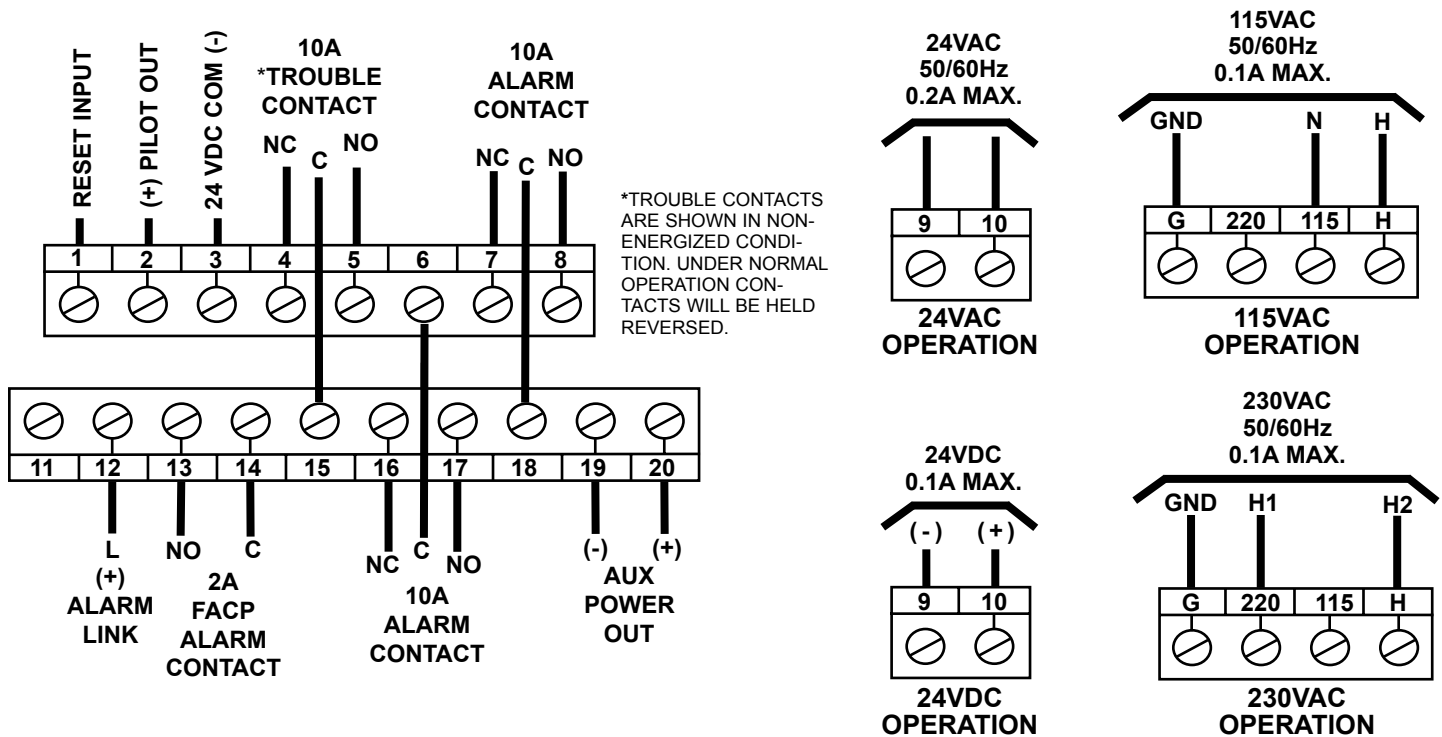 RESET INPUT
(+) PILOT OUT
24 VDC COM (-)
10A
*TROUBLE
CONTACT
NC C NO
10A
ALARM
CONTACT
NC C NO
1 2 3 4 5 6 7 8
*TROUBLE CONTACTS
ARE SHOWN IN NON-
ENERGIZED CONDI-
TION. UNDER NORMAL
OPERATION CON-
TACTS WILL BE HELD
REVERSED.
11 12 13 14 15 16 17 18 19 20
L
(+)
ALARM
LINK
NO C
2A
FACP
ALARM
CONTACT
NC C NO
10A
ALARM
CONTACT
(-) (+)
AUX
POWER
OUT
24VAC
50/60Hz
0.2A MAX.
9 10
24VAC
OPERATION
115VAC
50/60Hz
0.1A MAX.
GND N H
G 220 115 H
115VAC
OPERATION
24VDC
0.1A MAX.
(-) (+)
9 10
24VDC
OPERATION
230VAC
50/60Hz
0.1A MAX.
GND H1 H2
G 220 115 H
230VAC
OPERATION